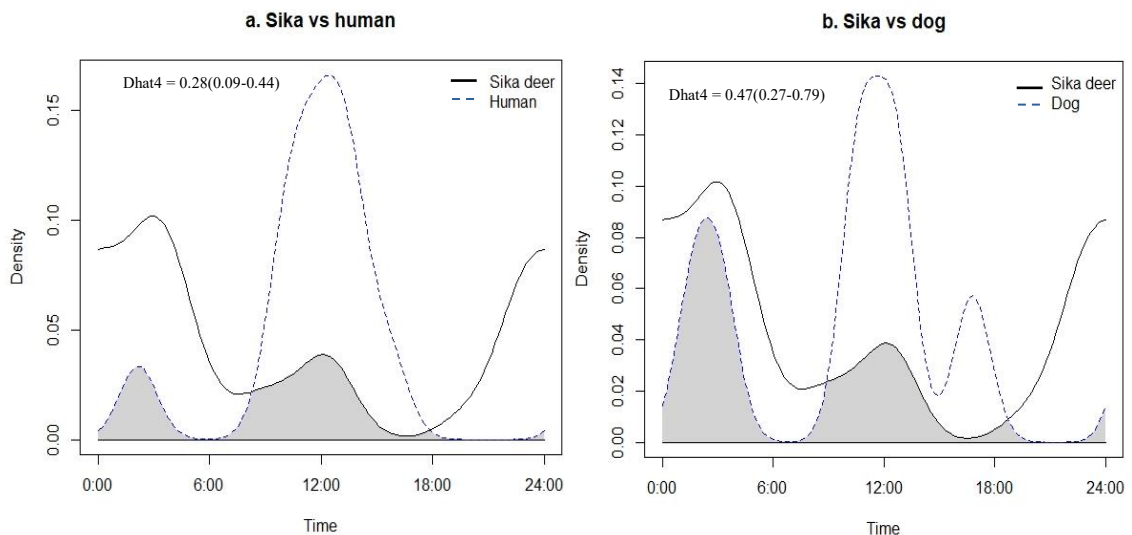 a. Sika vs human
Dhat4 = 0.28(0.09-0.44)
Sika deer
Human
Density
0.15
0.10
0.05
0.00
0:00 6:00 12:00 18:00 24:00
Time
b. Sika vs dog
Dhat4 = 0.47(0.27-0.79)
Sika deer
Dog
Density
0.14
0.12
0.10
0.08
0.06
0.04
0.02
0.00
0:00 6:00 12:00 18:00 24:00
Time